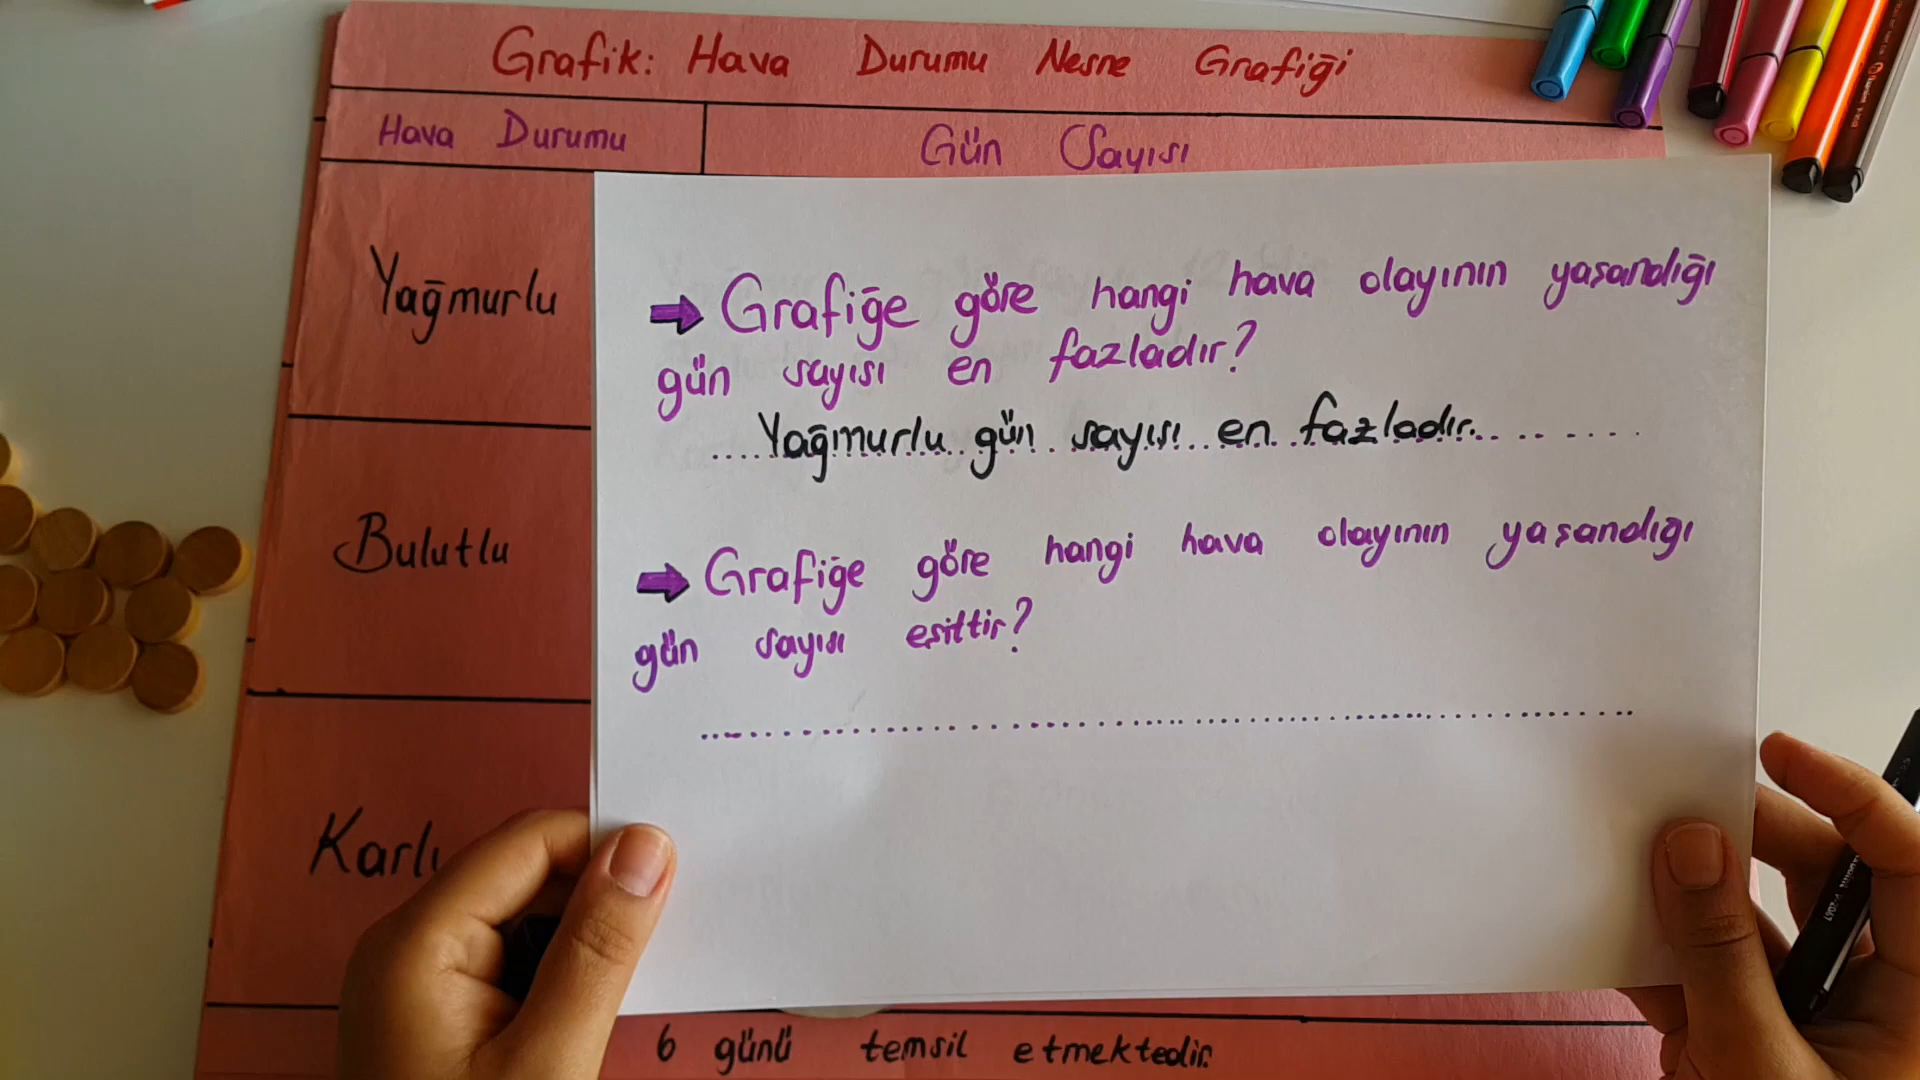 Grafik: Hava Durumu Nesne Grafiği
Hava Durumu
Gün Sayısı
Yağmurlu
Bulutlu
Karlı
➡ Grafiğe göre hangi hava olayının yaşandığı
gün sayısı en fazladır?
Yağmurlu gün sayısı en fazladır.
➡ Grafiğe göre hangi hava olayının yaşandığı
gün sayısı eşittir?
6 günü temsil etmektedir.